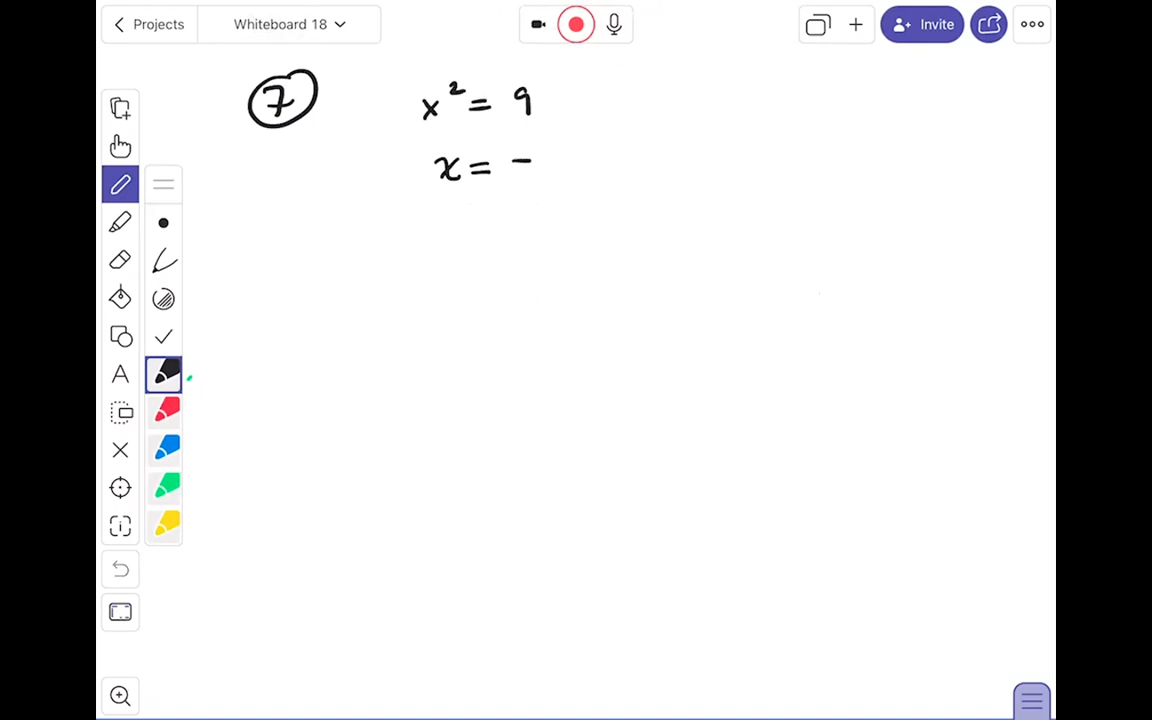 Projects
Whiteboard 18
Invite
7
x² = 9
x = -
A